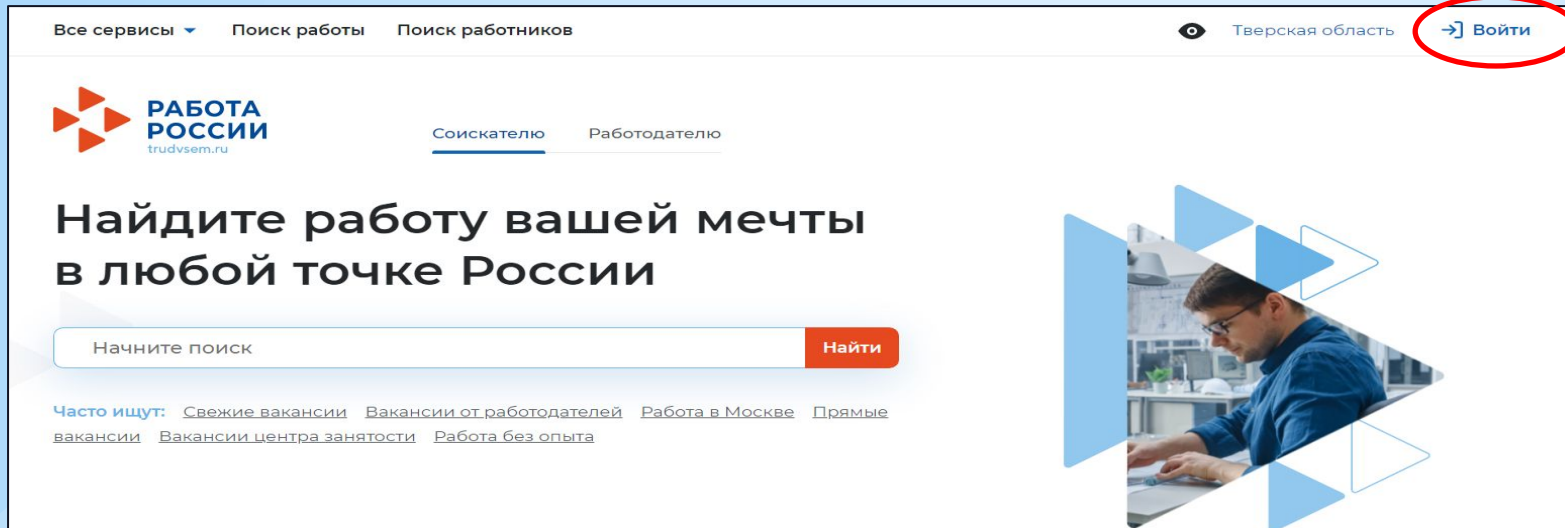 Все сервисы Поиск работы Поиск работников Тверская область Войти
РАБОТА
РОССИИ
trudvsem.ru
Соискателю Работодателю
Найдите работу вашей мечты
в любой точке России
Начните поиск Найти
Часто ищут: Свежие вакансии Вакансии от работодателей Работа в Москве Прямые
вакансии Вакансии центра занятости Работа без опыта